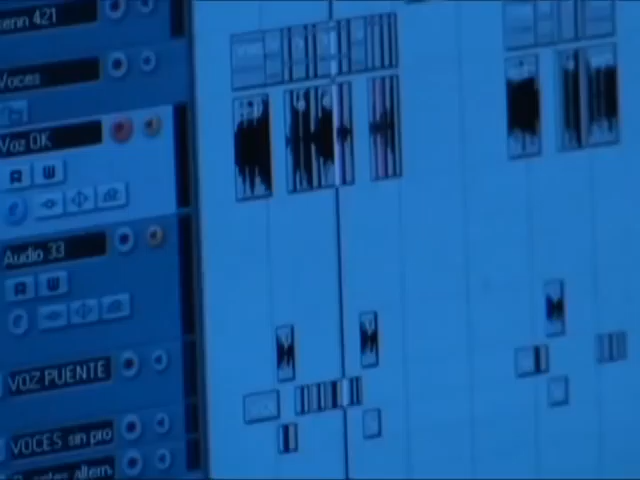 Voces
Voz OK
R W
Audio 33
R W
VOZ PUENTE
VOCES sin pro